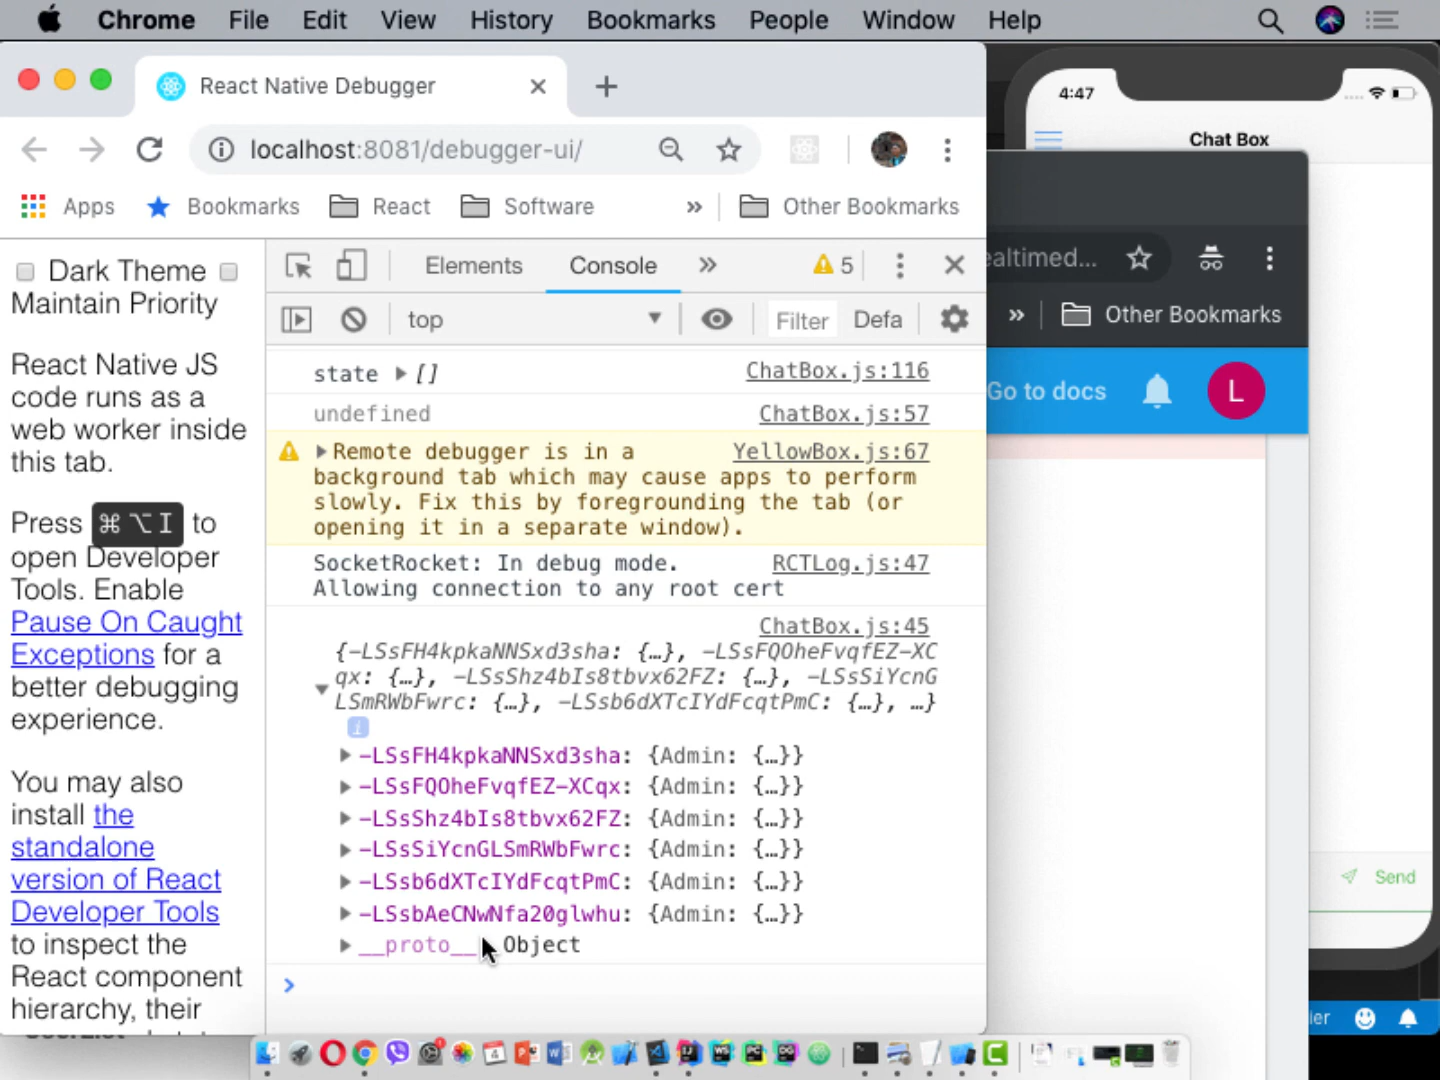 Chrome File Edit View History Bookmarks People Window Help
React Native Debugger
localhost:8081/debugger-ui/
Apps Bookmarks React Software » Other Bookmarks
Dark Theme
Maintain Priority
React Native JS
code runs as a
web worker inside
this tab.
Press ⌘⌥I to
open Developer
Tools. Enable
Pause On Caught
Exceptions for a
better debugging
experience.
You may also
install the
standalone
version of React
Developer Tools
to inspect the
React component
hierarchy, their
Elements Console » 5
top Filter Defa
state ▶ [] ChatBox.js:116
undefined ChatBox.js:57
▶Remote debugger is in a YellowBox.js:67
background tab which may cause apps to perform
slowly. Fix this by foregrounding the tab (or
opening it in a separate window).
SocketRocket: In debug mode. RCTLog.js:47
Allowing connection to any root cert
ChatBox.js:45
{-LSsFH4kpkaNNSxd3sha: {…}, -LSsFQOheFvqfEZ-XC
qx: {…}, -LSsShz4bIs8tbvx62FZ: {…}, -LSsSiYcnG
LSmRWbFwrc: {…}, -LSsb6dXTcIYdFcqtPmC: {…}, …}
i
▶ -LSsFH4kpkaNNSxd3sha: {Admin: {…}}
▶ -LSsFQOheFvqfEZ-XCqx: {Admin: {…}}
▶ -LSsShz4bIs8tbvx62FZ: {Admin: {…}}
▶ -LSsSiYcnGLSmRWbFwrc: {Admin: {…}}
▶ -LSsb6dXTcIYdFcqtPmC: {Admin: {…}}
▶ -LSsbAeCNwNfa20glwhu: {Admin: {…}}
▶ __proto__ Object
>
4:47
Chat Box
ealtimed...
» Other Bookmarks
Go to docs L
Send
ier